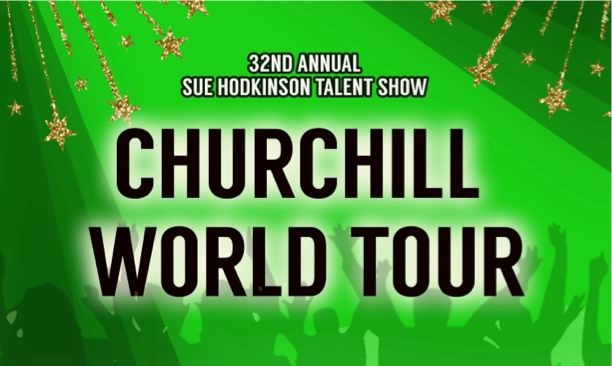 32ND ANNUAL
SUE HODKINSON TALENT SHOW
CHURCHILL
WORLD TOUR